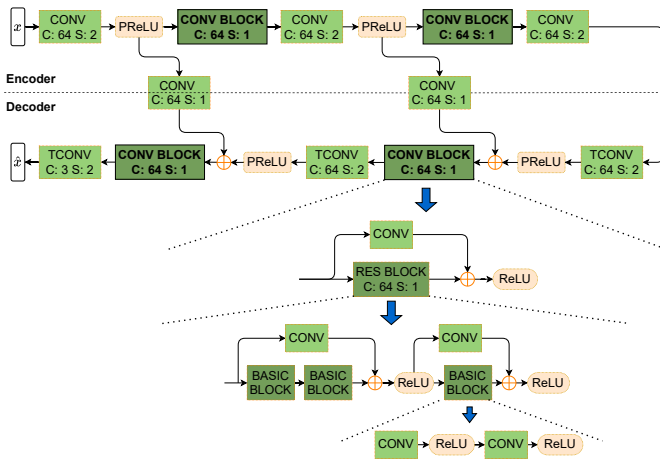 x
CONV
C: 64 S: 2
PReLU
CONV BLOCK
C: 64 S: 1
CONV
C: 64 S: 2
PReLU
CONV BLOCK
C: 64 S: 1
CONV
C: 64 S: 2
Encoder
Decoder
CONV
C: 64 S: 1
CONV
C: 64 S: 1
x̂
TCONV
C: 3 S: 2
CONV BLOCK
C: 64 S: 1
PReLU
TCONV
C: 64 S: 2
CONV BLOCK
C: 64 S: 1
PReLU
TCONV
C: 64 S: 2
CONV
RES BLOCK
C: 64 S: 1
ReLU
CONV
CONV
BASIC
BLOCK
BASIC
BLOCK
ReLU
BASIC
BLOCK
ReLU
CONV
ReLU
CONV
ReLU